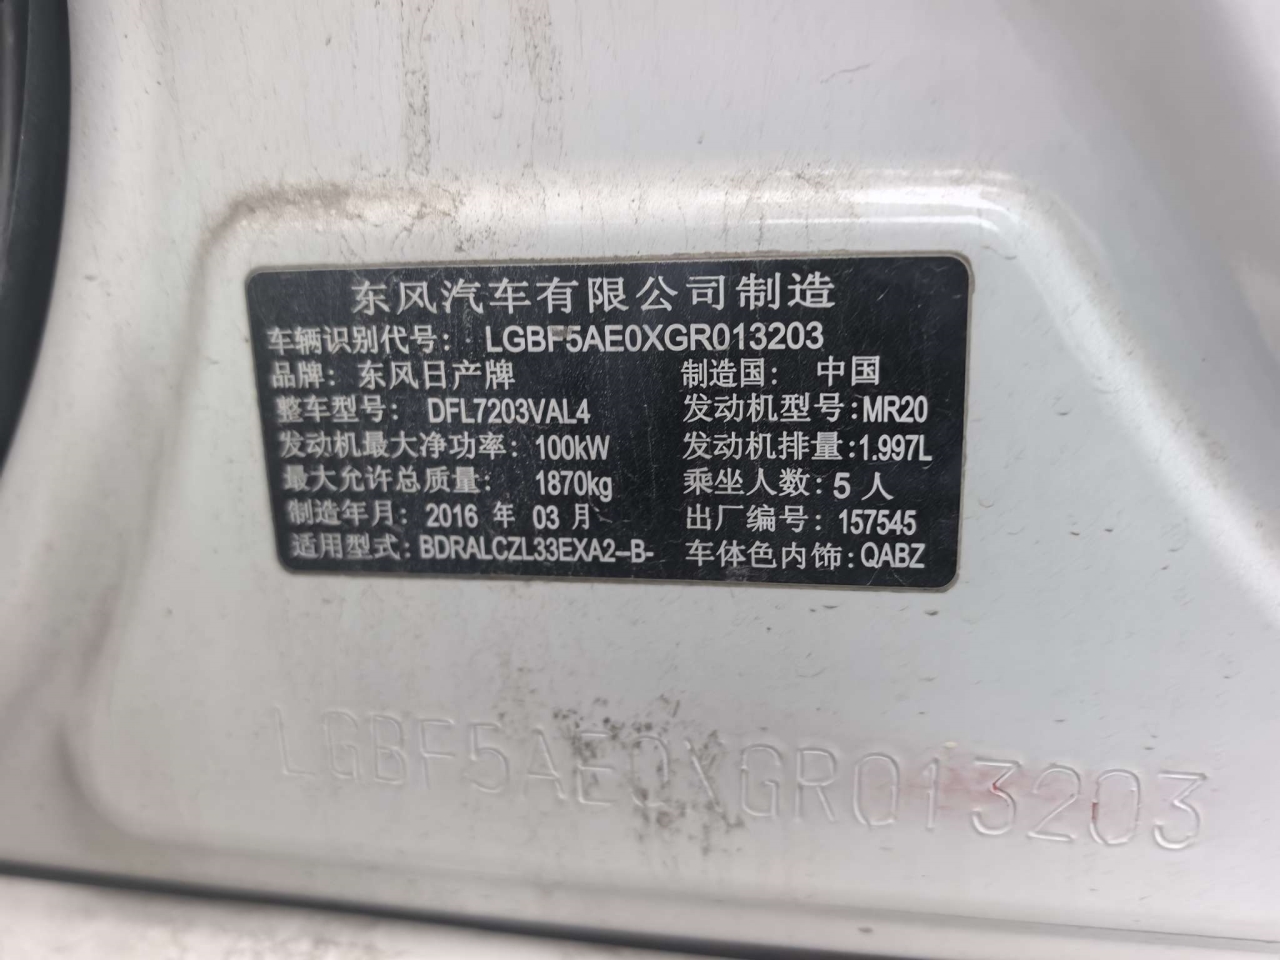 东风汽车有限公司制造
车辆识别代号: LGBF5AE0XGR013203
品牌: 东风日产牌 制造国: 中国
整车型号: DFL7203VAL4 发动机型号: MR20
发动机最大净功率: 100kW 发动机排量: 1.997L
最大允许总质量: 1870kg 乘坐人数: 5 人
制造年月: 2016 年 03 月 出厂编号: 157545
适用型式: BDRALCZL33EXA2-B- 车体色内饰: QABZ
LGBF5AE0XGR013203